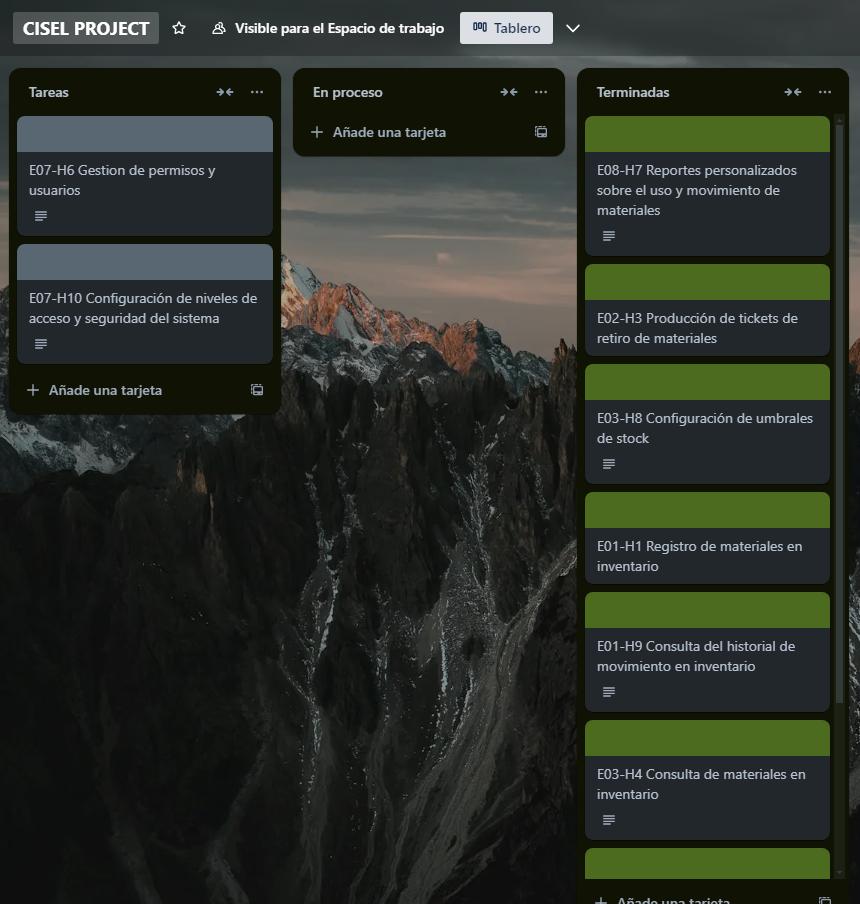 CISEL PROJECT
Visible para el Espacio de trabajo
Tablero
Tareas
E07-H6 Gestion de permisos y
usuarios
E07-H10 Configuración de niveles de
acceso y seguridad del sistema
Añade una tarjeta
En proceso
Añade una tarjeta
Terminadas
E08-H7 Reportes personalizados
sobre el uso y movimiento de
materiales
E02-H3 Producción de tickets de
retiro de materiales
E03-H8 Configuración de umbrales
de stock
E01-H1 Registro de materiales en
inventario
E01-H9 Consulta del historial de
movimiento en inventario
E03-H4 Consulta de materiales en
inventario
Añade una tarjeta